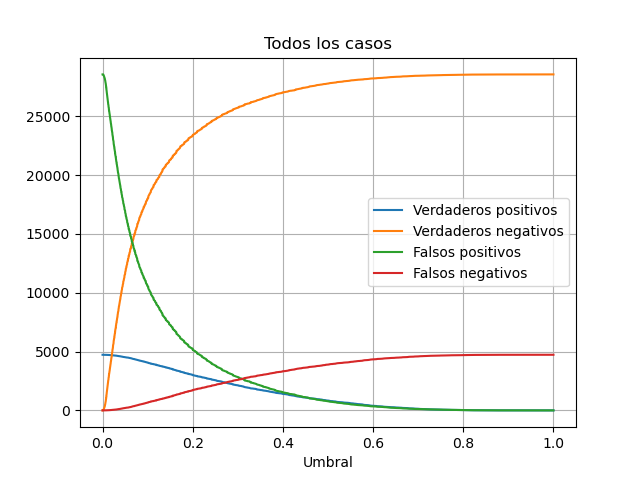 Todos los casos
25000
20000
15000
10000
5000
0
Verdaderos positivos
Verdaderos negativos
Falsos positivos
Falsos negativos
0.0 0.2 0.4 0.6 0.8 1.0
Umbral